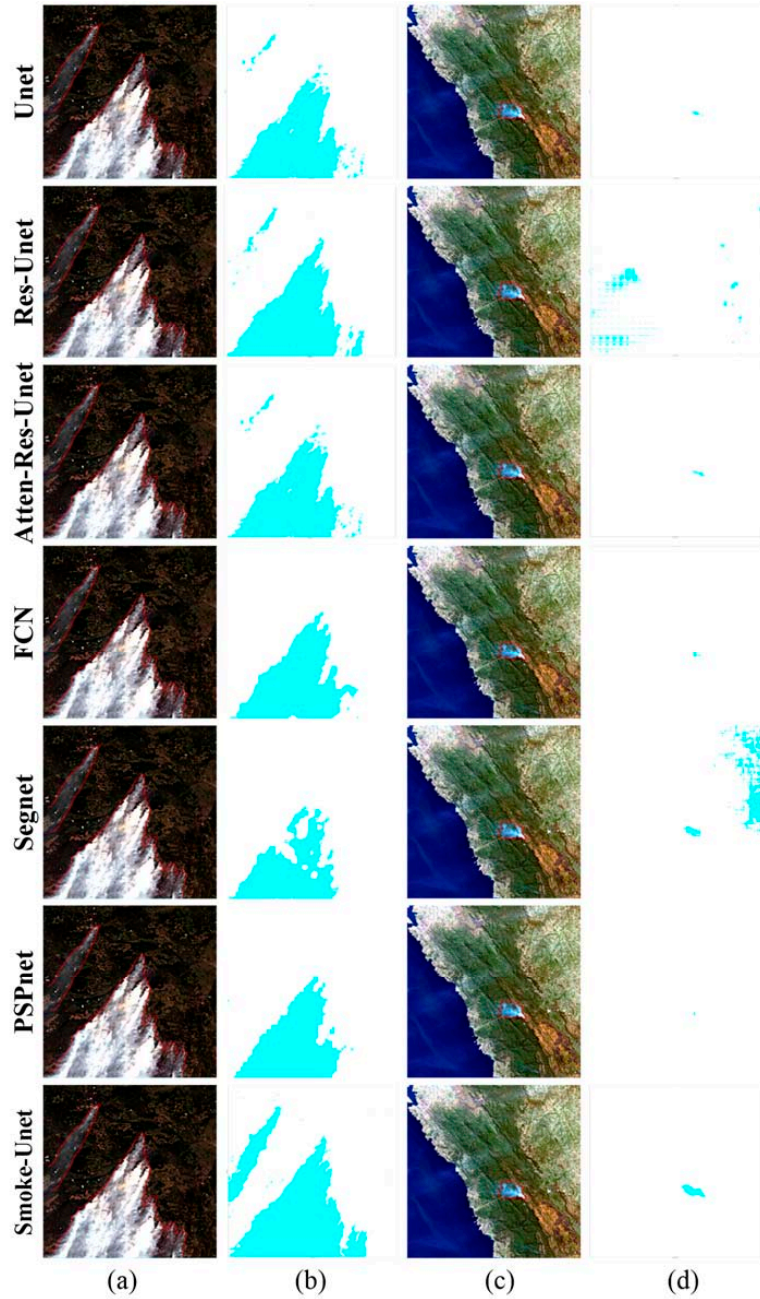 Unet
Res-Unet
Atten-Res-Unet
FCN
Segnet
PSPnet
Smoke-Unet
(a) (b) (c) (d)